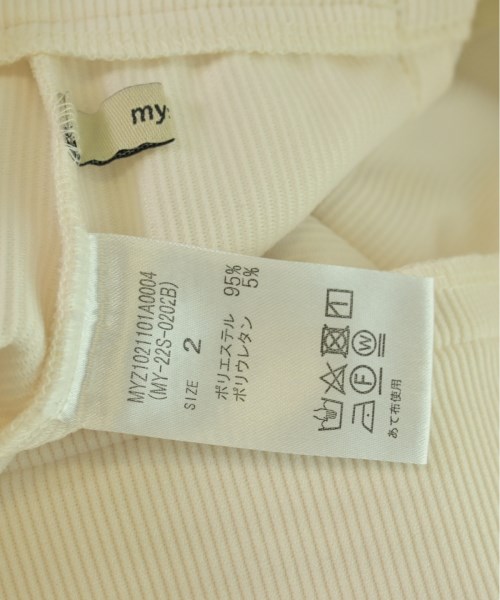 my
MYZ1021101A0004
(MY-22S-0202B)
SIZE 2
ポリエステル 95%
ポリウレタン 5%
F W
あて布使用